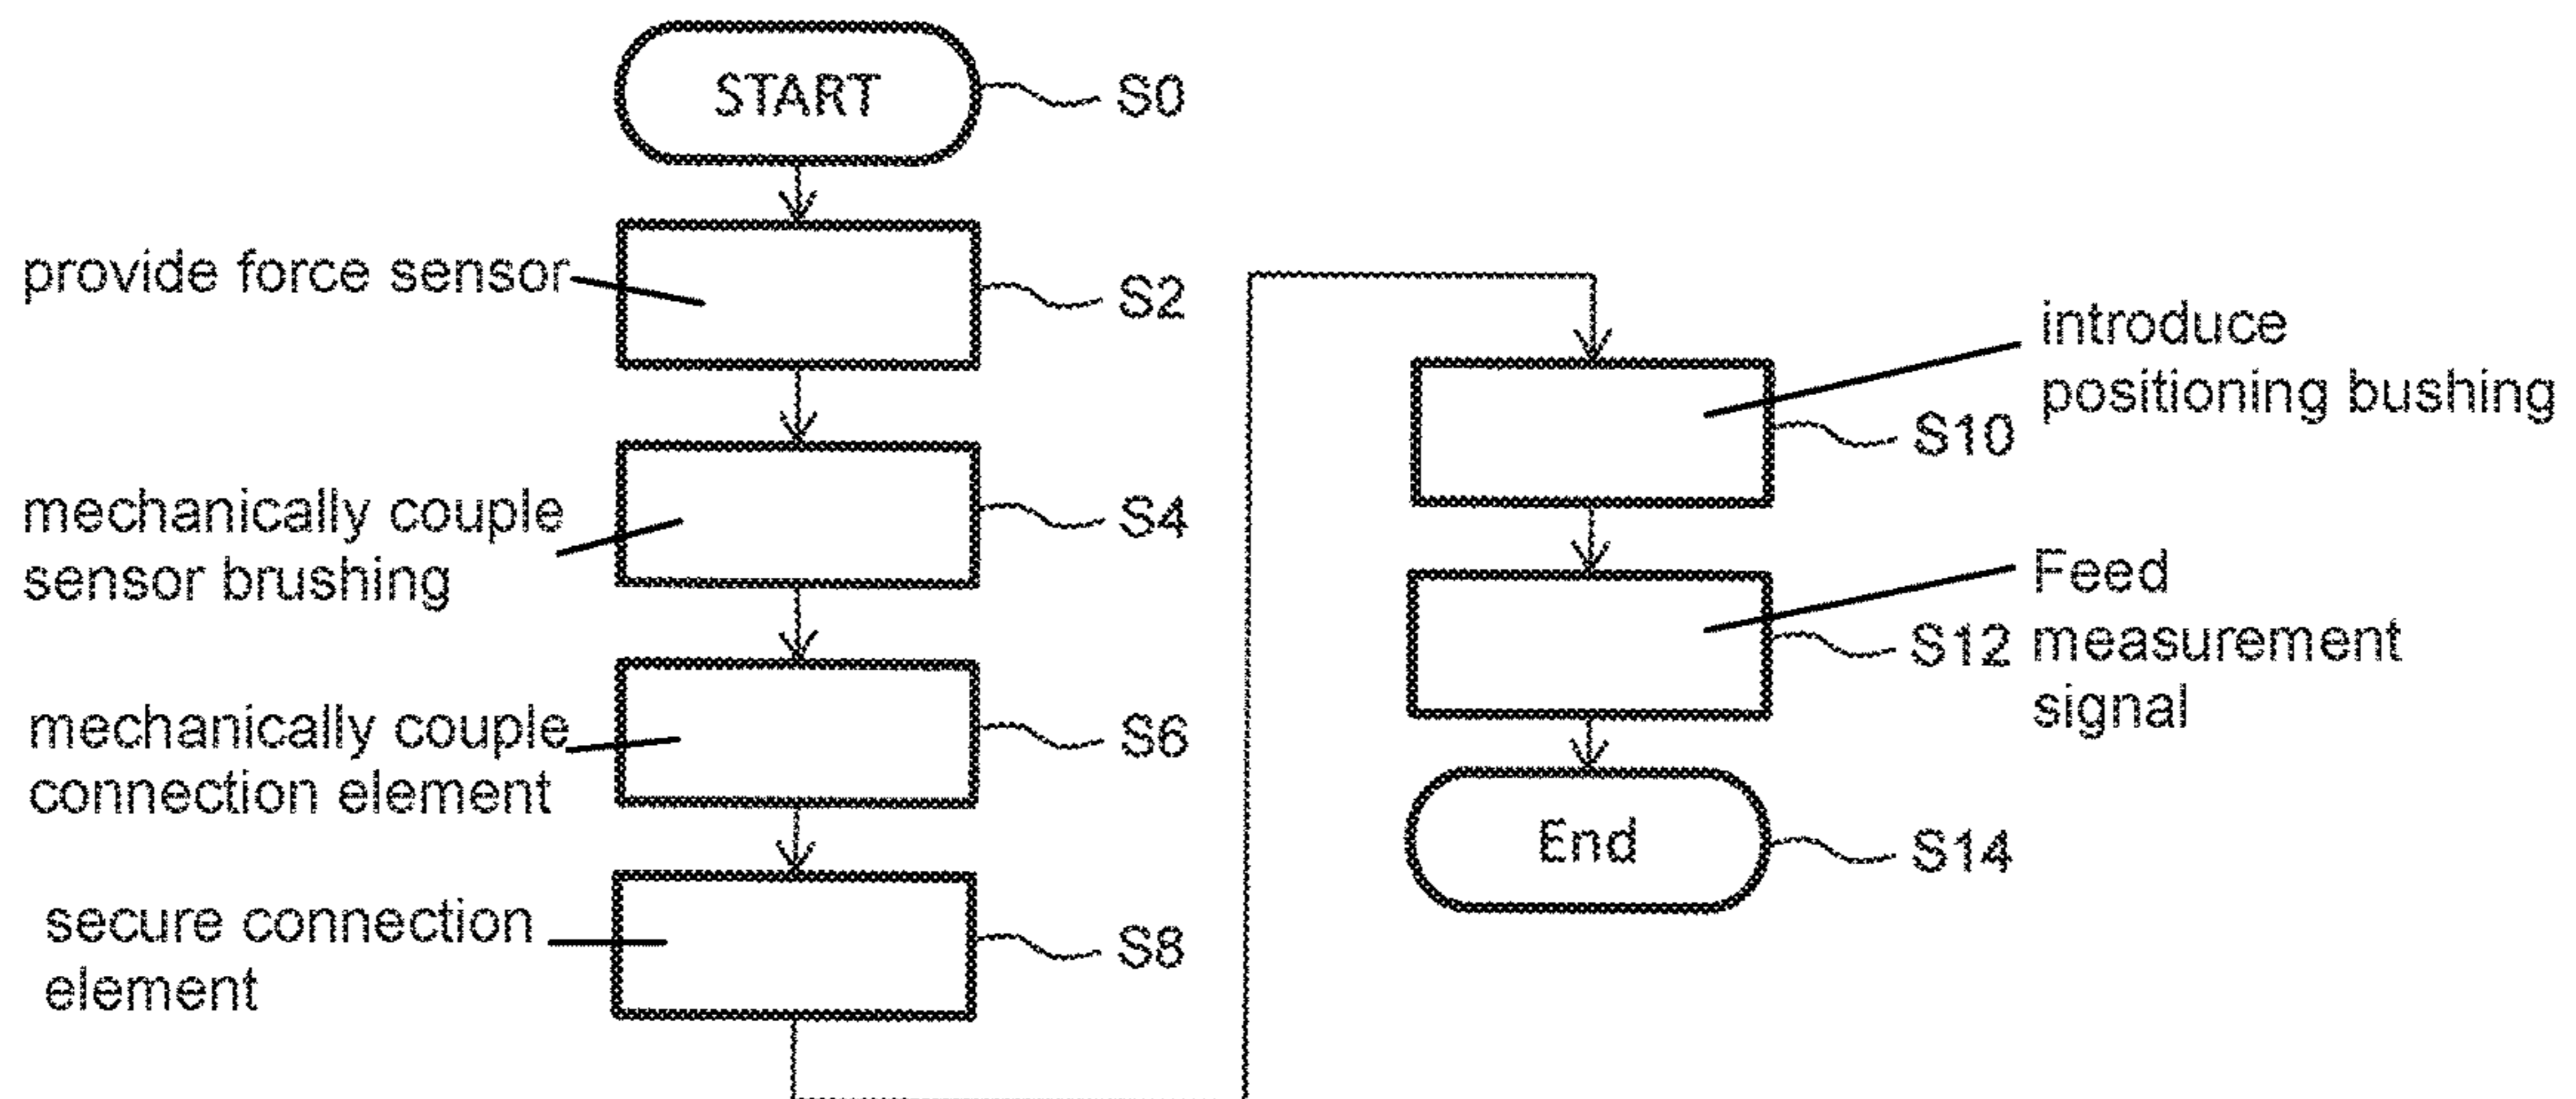 START
S0
provide force sensor
S2
mechanically couple
sensor brushing
S4
mechanically couple
connection element
S6
secure connection
element
S8
introduce
positioning bushing
S10
Feed
measurement
signal
S12
End
S14